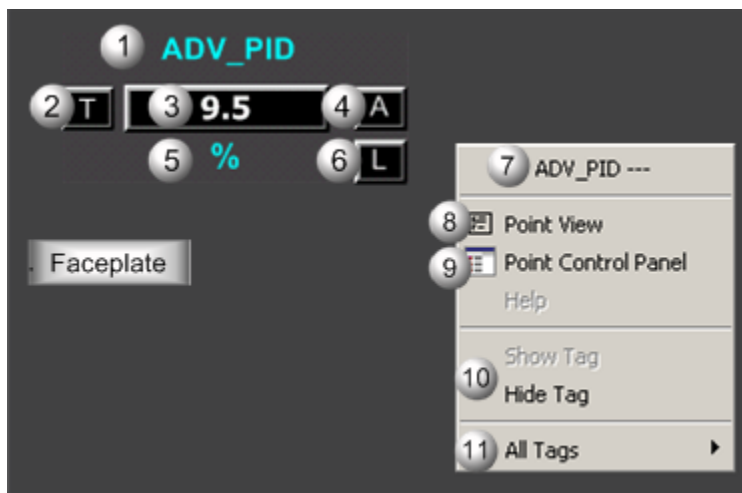 1 ADV_PID
2 T 3 9.5 4 A
5 % 6 L
7 ADV_PID ---
8 Point View
. Faceplate
9 Point Control Panel
Help
Show Tag
10
Hide Tag
11 All Tags